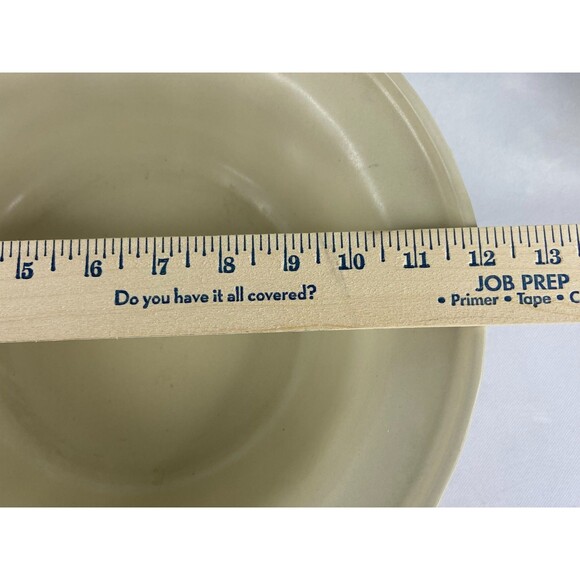 5 6 7 8 9 10 11 12 13
Do you have it all covered?
JOB PREP
• Primer • Tape • C